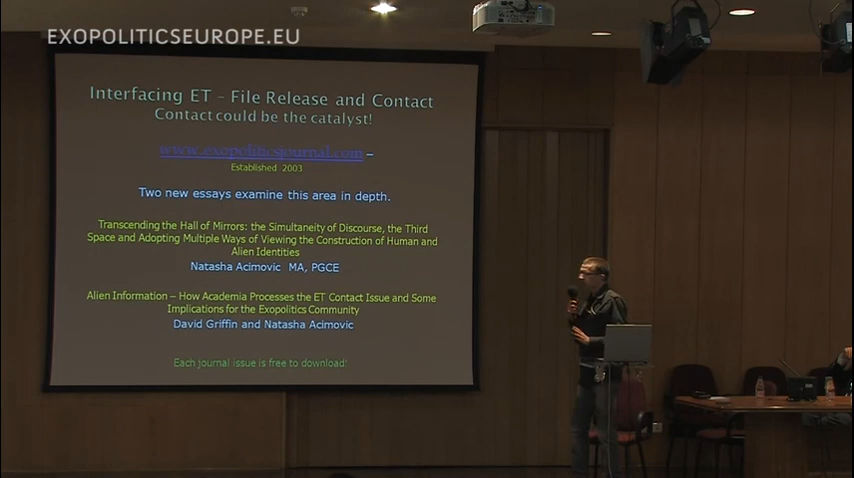 EXOPOLITICSEUROPE.EU
Interfacing ET – File Release and Contact
Contact could be the catalyst!
www.exopoliticsjournal.com –
Established 2003
Two new essays examine this area in depth.
Transcending the Hall of Mirrors: the Simultaneity of Discourse, the Third
Space and Adopting Multiple Ways of Viewing the Construction of Human and
Alien Identities
Natasha Acimovic MA, PGCE
Alien Information – How Academia Processes the ET Contact Issue and Some
Implications for the Exopolitics Community
David Griffin and Natasha Acimovic
Each journal issue is free to download!